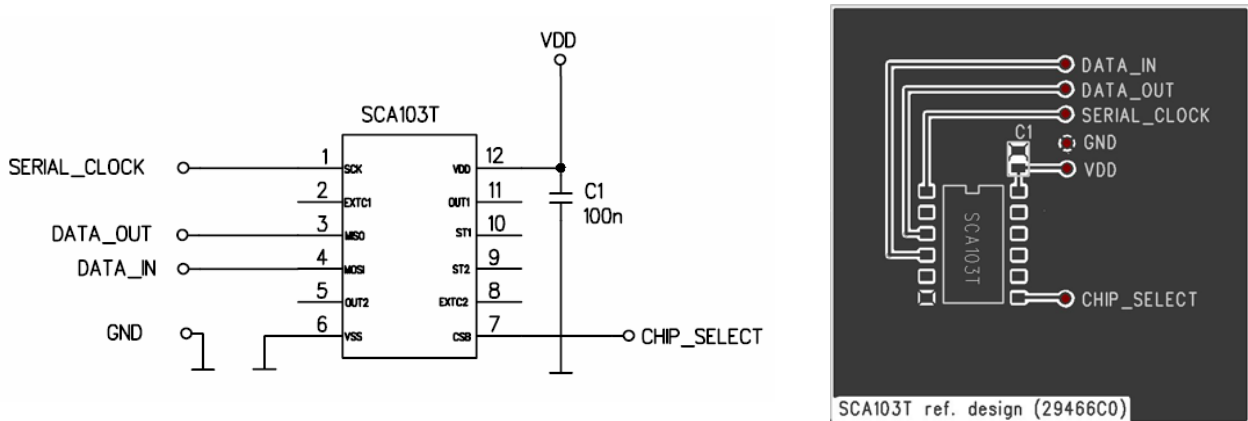 VDD
SCA103T
SERIAL_CLOCK
1
SCK
VDD
12
2
EXTC1
OUT1
11
C1
100n
DATA_OUT
3
MISO
ST1
10
DATA_IN
4
MOSI
ST2
9
5
OUT2
EXTC2
8
GND
6
VSS
CSB
7
CHIP_SELECT
DATA_IN
DATA_OUT
SERIAL_CLOCK
C1
GND
VDD
SCA103T
CHIP_SELECT
SCA103T ref. design (29466C0)